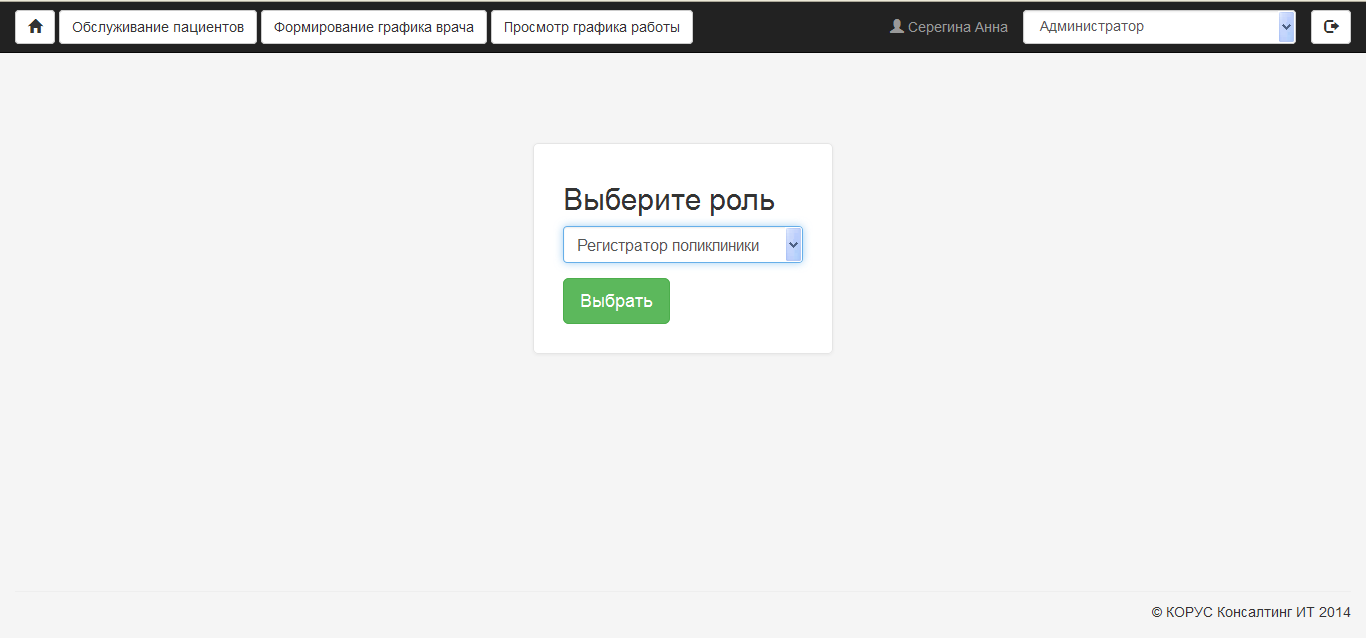 Обслуживание пациентов Формирование графика врача Просмотр графика работы Серегина Анна Администратор
Выберите роль
Регистратор поликлиники
Выбрать
© КОРУС Консалтинг ИТ 2014